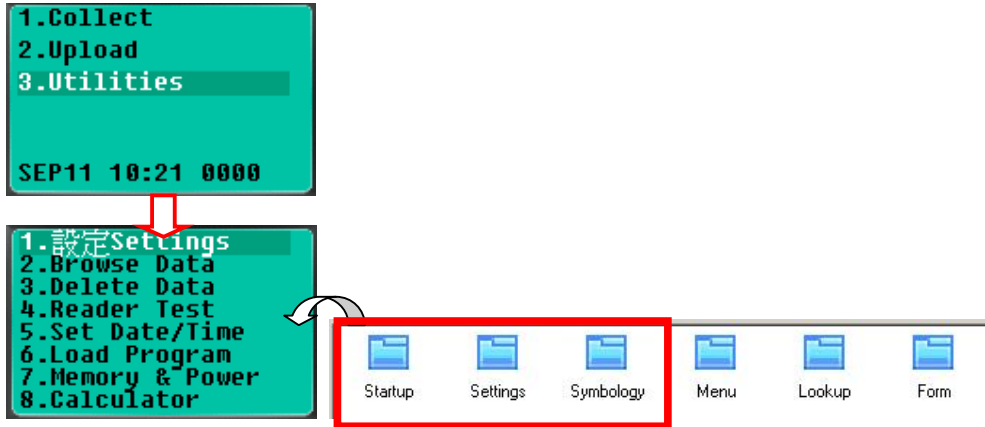 1.Collect
2.Upload
3.Utilities
SEP11 10:21 0000
1.設定Settings
2.Browse Data
3.Delete Data
4.Reader Test
5.Set Date/Time
6.Load Program
7.Memory & Power
8.Calculator
Startup Settings Symbology Menu Lookup Form